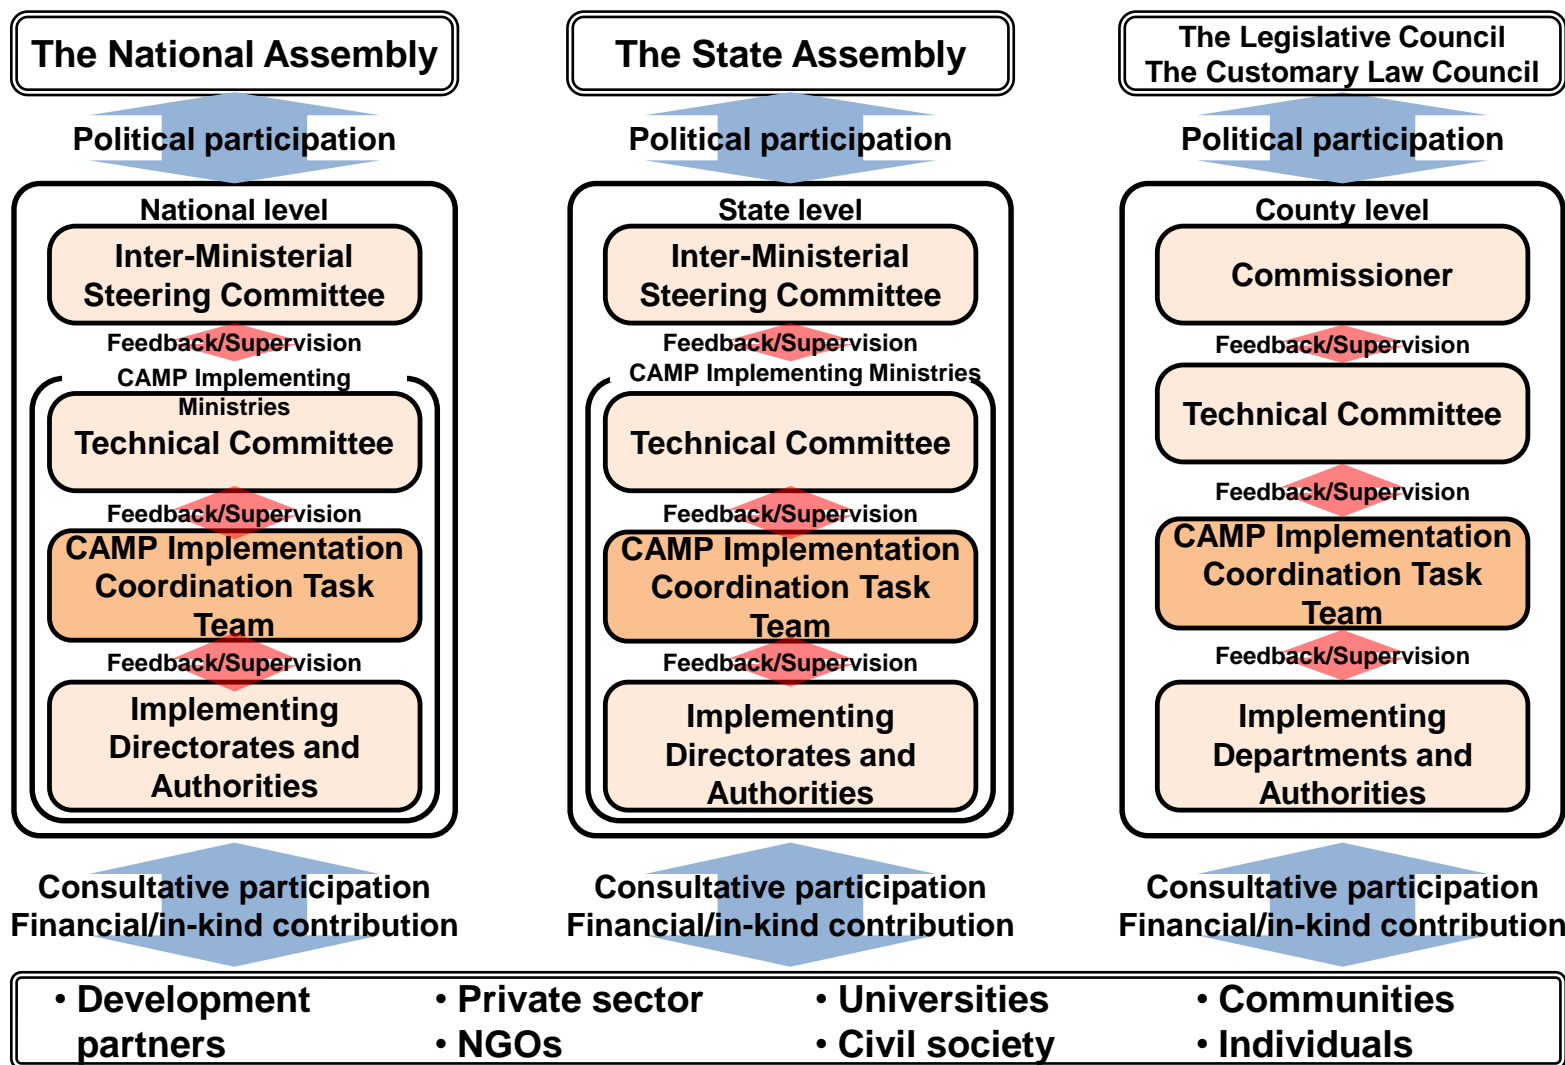 The National Assembly
Political participation
National level
Inter-Ministerial
Steering Committee
Feedback/Supervision
CAMP Implementing
Ministries
Technical Committee
Feedback/Supervision
CAMP Implementation
Coordination Task
Team
Feedback/Supervision
Implementing
Directorates and
Authorities
Consultative participation
Financial/in-kind contribution
The State Assembly
Political participation
State level
Inter-Ministerial
Steering Committee
Feedback/Supervision
CAMP Implementing Ministries
Technical Committee
Feedback/Supervision
CAMP Implementation
Coordination Task
Team
Feedback/Supervision
Implementing
Directorates and
Authorities
Consultative participation
Financial/in-kind contribution
The Legislative Council
The Customary Law Council
Political participation
County level
Commissioner
Feedback/Supervision
Technical Committee
Feedback/Supervision
CAMP Implementation
Coordination Task
Team
Feedback/Supervision
Implementing
Departments and
Authorities
Consultative participation
Financial/in-kind contribution
• Development
partners
• Private sector
• NGOs
• Universities
• Civil society
• Communities
• Individuals